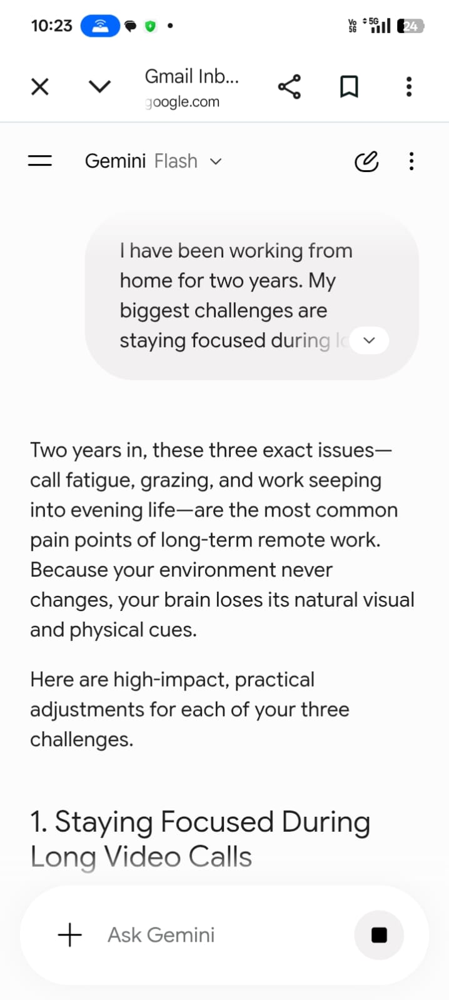 10:23
Vo 5G
5G
24
Gmail Inb...
google.com
Gemini Flash
I have been working from
home for two years. My
biggest challenges are
staying focused during
Two years in, these three exact issues—
call fatigue, grazing, and work seeping
into evening life—are the most common
pain points of long-term remote work.
Because your environment never
changes, your brain loses its natural visual
and physical cues.
Here are high-impact, practical
adjustments for each of your three
challenges.
1. Staying Focused During
Long Video Calls
Ask Gemini